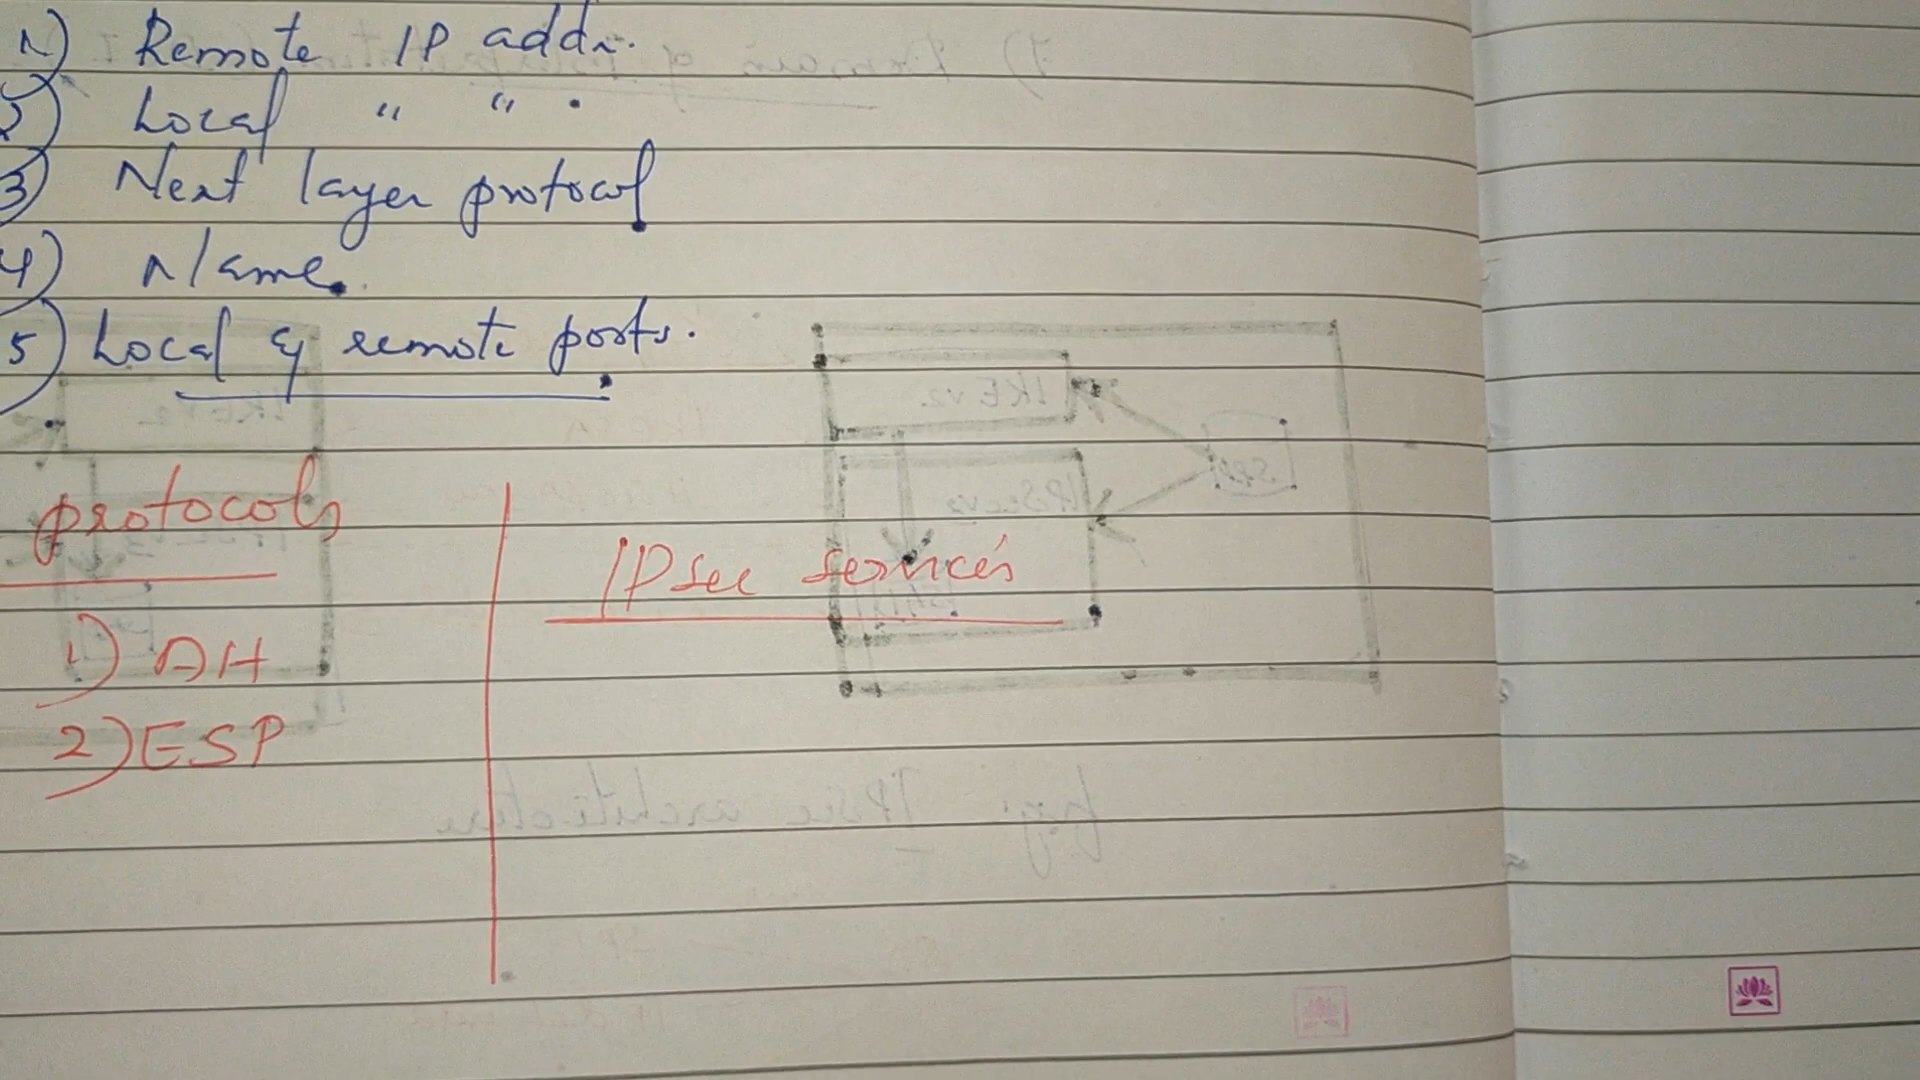 1) Remote IP addr.
2) Local " " .
3) Next layer protocol
4) Name.
5) Local & remote ports.
protocols
1) AH
2) ESP
IPsec services